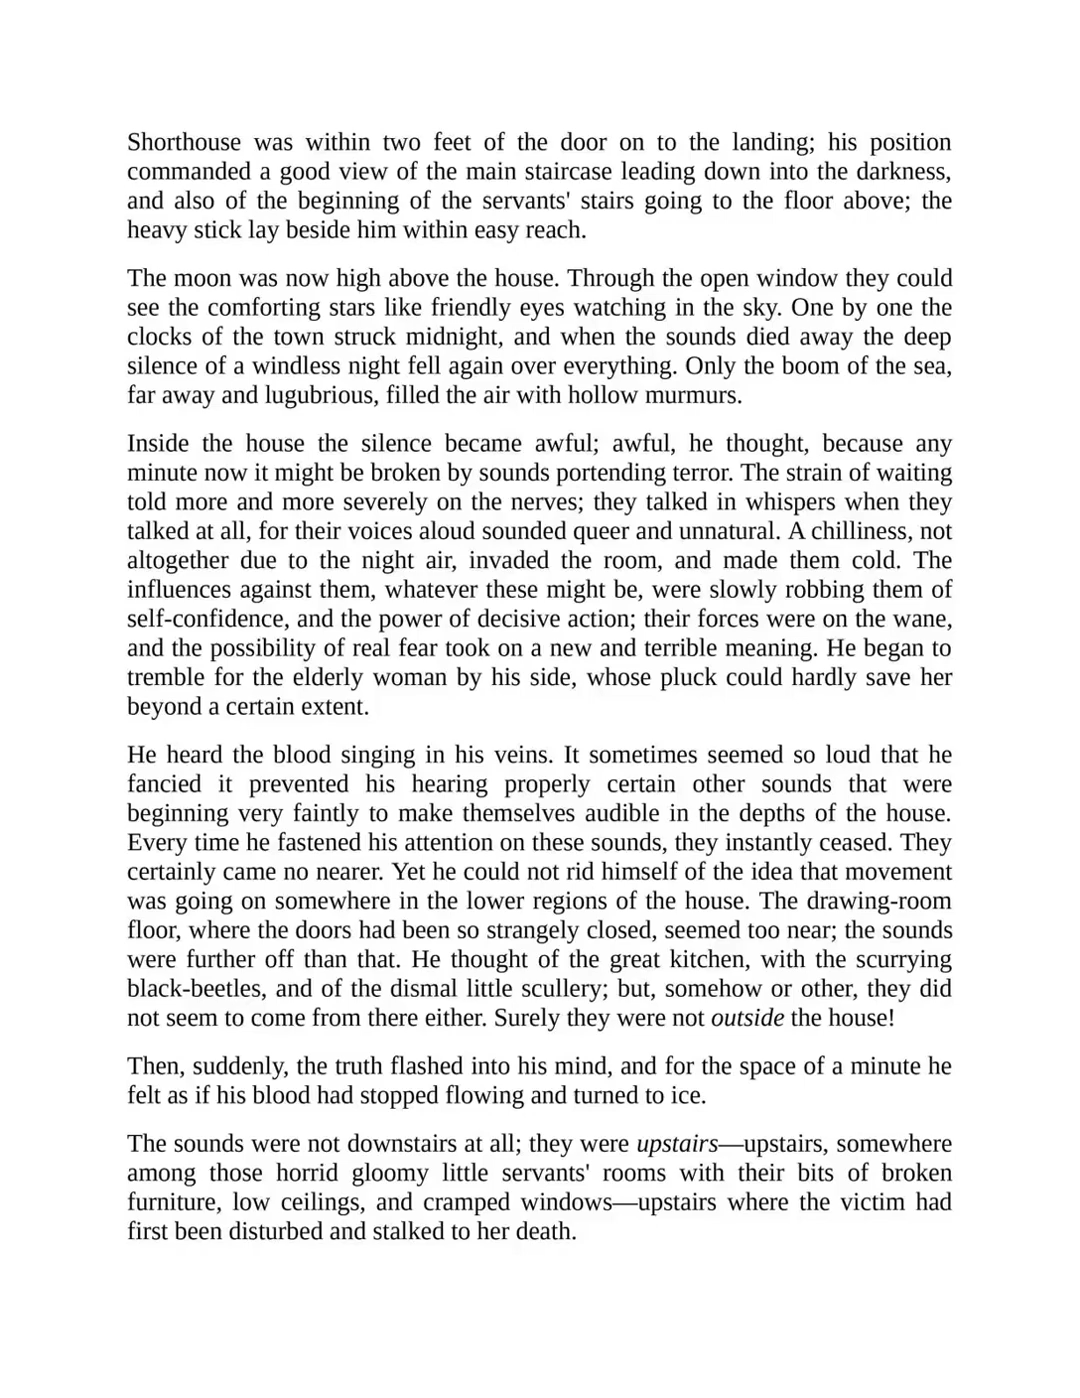 Shorthouse was within two feet of the door on to the landing; his position
commanded a good view of the main staircase leading down into the darkness,
and also of the beginning of the servants' stairs going to the floor above; the
heavy stick lay beside him within easy reach.
The moon was now high above the house. Through the open window they could
see the comforting stars like friendly eyes watching in the sky. One by one the
clocks of the town struck midnight, and when the sounds died away the deep
silence of a windless night fell again over everything. Only the boom of the sea,
far away and lugubrious, filled the air with hollow murmurs.
Inside the house the silence became awful; awful, he thought, because any
minute now it might be broken by sounds portending terror. The strain of waiting
told more and more severely on the nerves; they talked in whispers when they
talked at all, for their voices aloud sounded queer and unnatural. A chilliness, not
altogether due to the night air, invaded the room, and made them cold. The
influences against them, whatever these might be, were slowly robbing them of
self-confidence, and the power of decisive action; their forces were on the wane,
and the possibility of real fear took on a new and terrible meaning. He began to
tremble for the elderly woman by his side, whose pluck could hardly save her
beyond a certain extent.
He heard the blood singing in his veins. It sometimes seemed so loud that he
fancied it prevented his hearing properly certain other sounds that were
beginning very faintly to make themselves audible in the depths of the house.
Every time he fastened his attention on these sounds, they instantly ceased. They
certainly came no nearer. Yet he could not rid himself of the idea that movement
was going on somewhere in the lower regions of the house. The drawing-room
floor, where the doors had been so strangely closed, seemed too near; the sounds
were further off than that. He thought of the great kitchen, with the scurrying
black-beetles, and of the dismal little scullery; but, somehow or other, they did
not seem to come from there either. Surely they were not outside the house!
Then, suddenly, the truth flashed into his mind, and for the space of a minute he
felt as if his blood had stopped flowing and turned to ice.
The sounds were not downstairs at all; they were upstairs—upstairs, somewhere
among those horrid gloomy little servants' rooms with their bits of broken
furniture, low ceilings, and cramped windows—upstairs where the victim had
first been disturbed and stalked to her death.